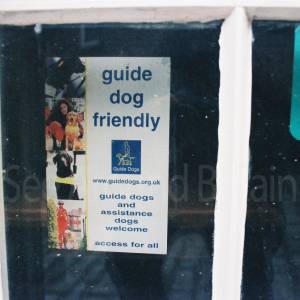 guide
dog
friendly
Guide Dogs
www.guidedogs.org.uk
guide dogs
and
assistance
dogs
welcome
access for all